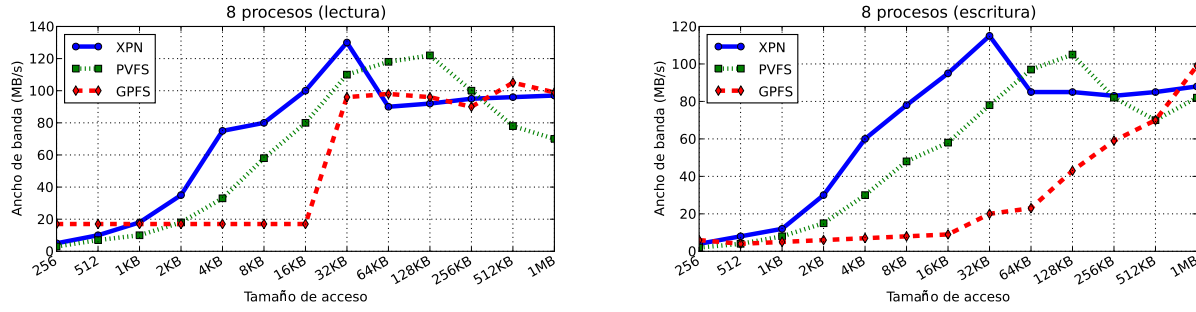 8 procesos (lectura)
140
120
100
80
60
40
20
0
Ancho de banda (MB/s)
XPN
PVFS
GPFS
256
512
1KB
2KB
4KB
8KB
16KB
32KB
64KB
128KB
256KB
512KB
1MB
Tamaño de acceso
8 procesos (escritura)
120
100
80
60
40
20
0
Ancho de banda (MB/s)
XPN
PVFS
GPFS
256
512
1KB
2KB
4KB
8KB
16KB
32KB
64KB
128KB
256KB
512KB
1MB
Tamaño de acceso